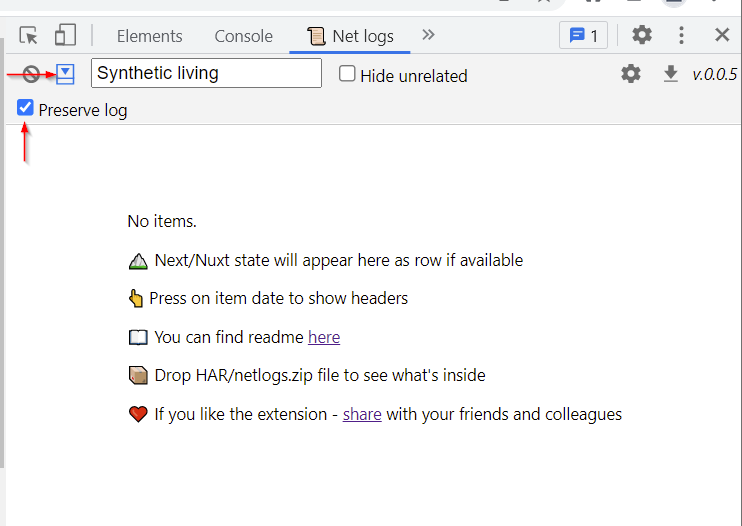 Elements Console Net logs 1
Synthetic living Hide unrelated v.0.0.5
Preserve log
No items.
Next/Nuxt state will appear here as row if available
Press on item date to show headers
You can find readme here
Drop HAR/netlogs.zip file to see what's inside
If you like the extension - share with your friends and colleagues